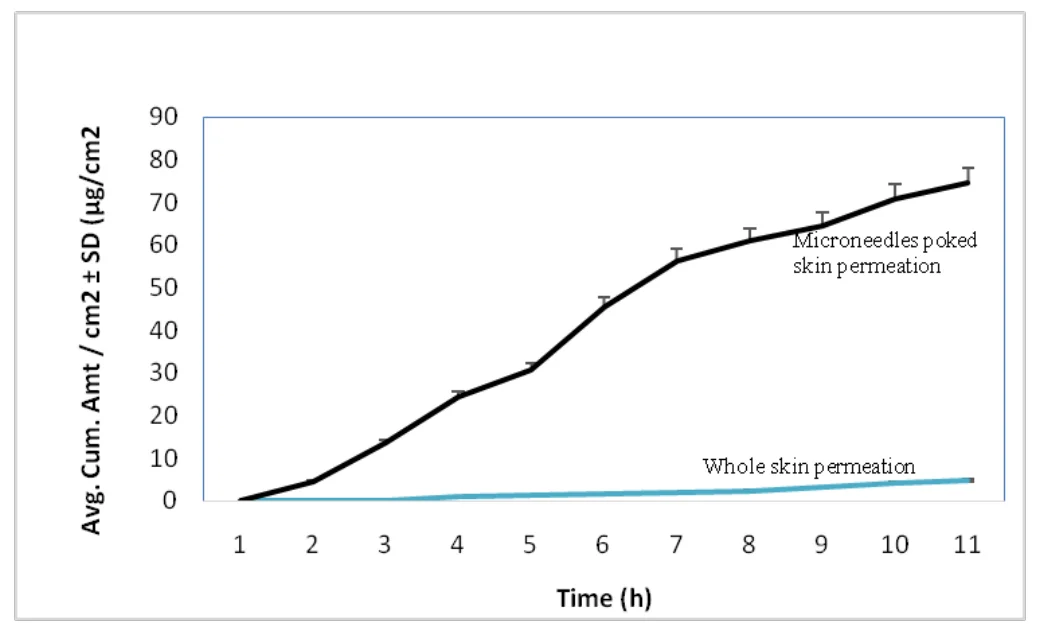 Avg. Cum. Amt / cm2 ± SD (µg/cm2
90
80
70
60
50
40
30
20
10
0
Microneedles poked
skin permeation
Whole skin permeation
1 2 3 4 5 6 7 8 9 10 11
Time (h)